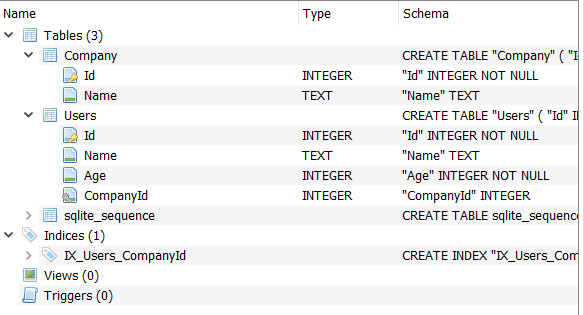 Name Type Schema
Tables (3)
Company CREATE TABLE "Company" ( "I
Id INTEGER "Id" INTEGER NOT NULL
Name TEXT "Name" TEXT
Users CREATE TABLE "Users" ( "Id" I
Id INTEGER "Id" INTEGER NOT NULL
Name TEXT "Name" TEXT
Age INTEGER "Age" INTEGER NOT NULL
CompanyId INTEGER "CompanyId" INTEGER
sqlite_sequence CREATE TABLE sqlite_sequence
Indices (1)
IX_Users_CompanyId CREATE INDEX "IX_Users_Com
Views (0)
Triggers (0)